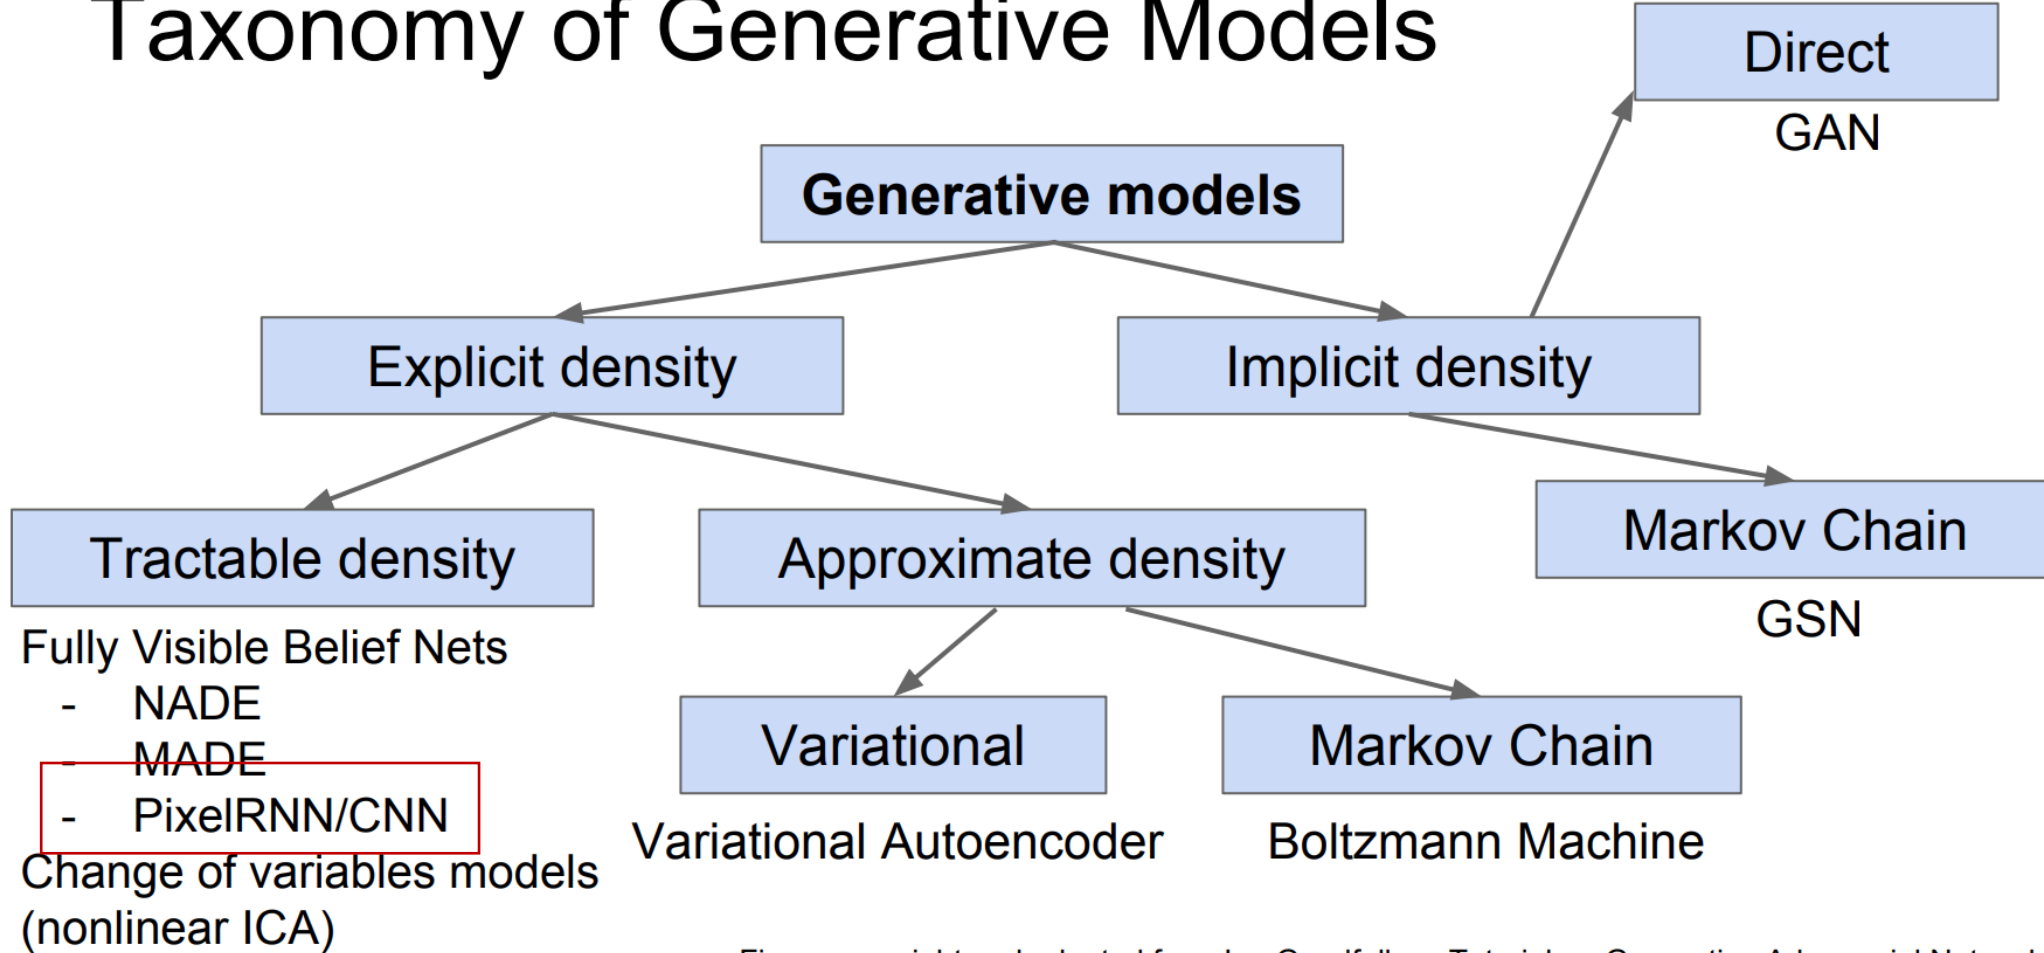 Taxonomy of Generative Models
Direct
GAN
Generative models
Explicit density
Implicit density
Tractable density
Approximate density
Markov Chain
GSN
Fully Visible Belief Nets
- NADE
- MADE
- PixelRNN/CNN
Change of variables models
(nonlinear ICA)
Variational
Markov Chain
Variational Autoencoder
Boltzmann Machine